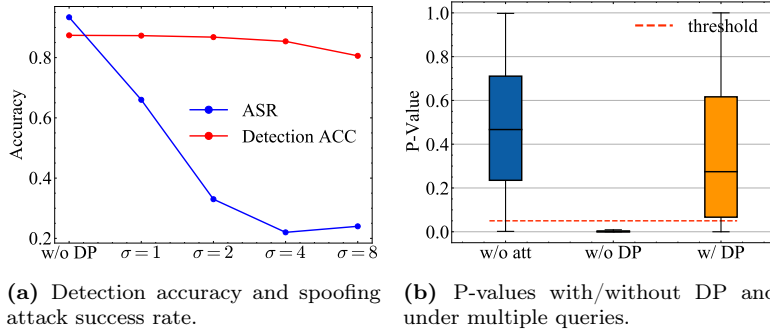 Accuracy
0.8
0.6
0.4
0.2
ASR
Detection ACC
w/o DP σ = 1 σ = 2 σ = 4 σ = 8
(a) Detection accuracy and spoofing
attack success rate.
P-Value
1.0
0.8
0.6
0.4
0.2
0.0
threshold
w/o att w/o DP w/ DP
(b) P-values with/without DP and
under multiple queries.